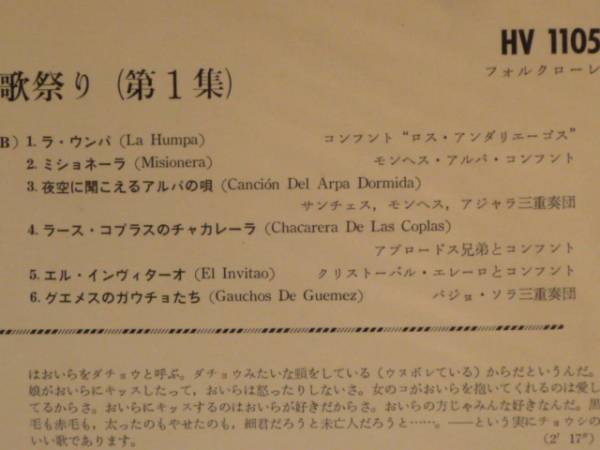 HV 1105
フォルクローレ
歌祭り (第1集)
B) 1. ラ・ウンパ (La Humpa) コンフント “ロス・アンダリエーゴス”
2. ミショネーラ (Misionera) モンヘス・アルパ・コンフント
3. 夜空に聞こえるアルパの唄 (Canción Del Arpa Dormida)
サンチェス, モンヘス, アジャラ三重奏団
4. ラース・コプラスのチャカレーラ (Chacarera De Las Coplas)
アブロードス兄弟とコンフント
5. エル・インヴィターオ (El Invitao) クリストーバル・エレーロとコンフント
6. グエメスのガウチョたち (Gauchos De Guemez) バジョ・ソラ三重奏団
はおいらをダチョウと呼ぶ。ダチョウみたいな頸をしている (ウヌボレている) からだというんだ。
娘がおいらにキッスしたって, おいらは怒ったりしないさ。女のコがおいらを抱いてくれるのは愛し
てるからさ。おいらにキッスするのはおいらが好きだからさ。おいらの方じゃみんな好きなんだ。黒
毛も赤毛も, 太ったのもやせたのも, 細君だろうと未亡人だろうと……。——という実にチョウシの
いい歌であります。 (2′ 17″)